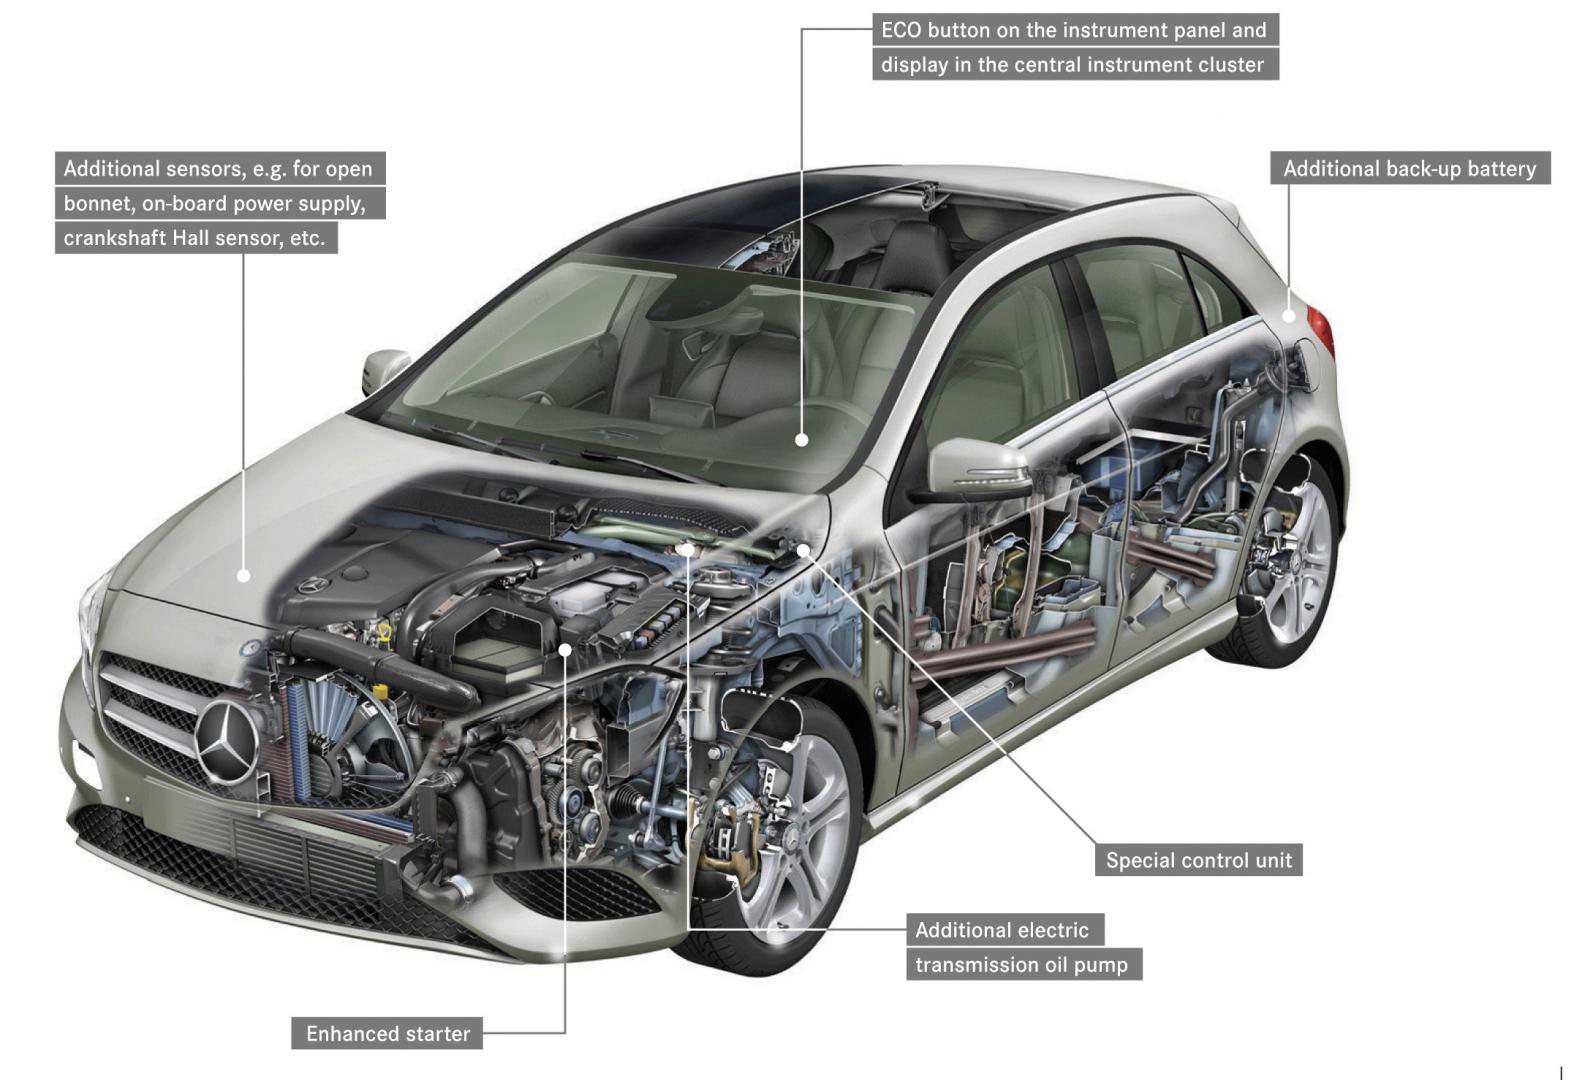 ECO button on the instrument panel and
display in the central instrument cluster
Additional sensors, e.g. for open
bonnet, on-board power supply,
crankshaft Hall sensor, etc.
Additional back-up battery
Special control unit
Additional electric
transmission oil pump
Enhanced starter